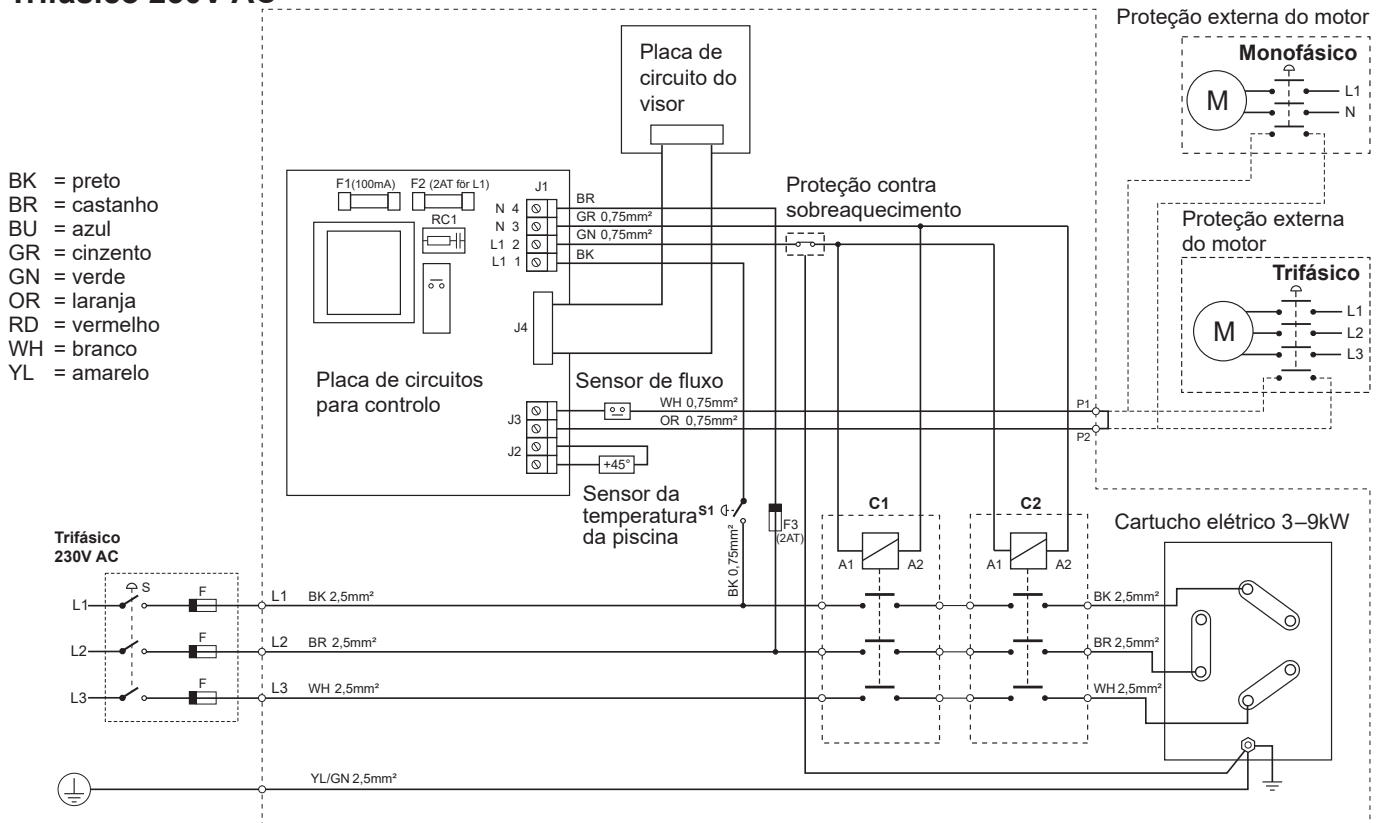 Trifásico 230V AC
Proteção externa do motor
Monofásico
M
L1
N
Placa de
circuito do
visor
BK = preto
BR = castanho
BU = azul
GR = cinzento
GN = verde
OR = laranja
RD = vermelho
WH = branco
YL = amarelo
F1(100mA)
F2 (2AT för L1)
RC1
J1
N 4
N 3
L1 2
L1 1
BR
GR 0,75mm²
GN 0,75mm²
BK
Proteção contra
sobreaquecimento
Proteção externa
do motor
Trifásico
M
L1
L2
L3
J4
Placa de circuitos
para controlo
Sensor de fluxo
J3
J2
WH 0,75mm²
OR 0,75mm²
P1
P2
+45°
Sensor da
temperatura
da piscina
S1
BK 0,75mm²
F3
(2AT)
C1
A1
A2
C2
A1
A2
Cartucho elétrico 3–9kW
Trifásico
230V AC
S
L1
F
L1
BK 2,5mm²
BK 2,5mm²
L2
F
L2
BR 2,5mm²
BR 2,5mm²
L3
F
L3
WH 2,5mm²
WH 2,5mm²
YL/GN 2,5mm²